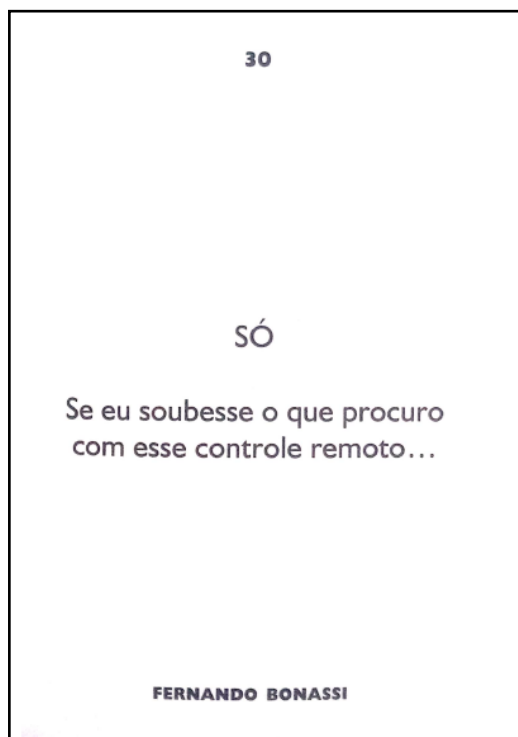 30
SÓ
Se eu soubesse o que procuro
com esse controle remoto...
FERNANDO BONASSI